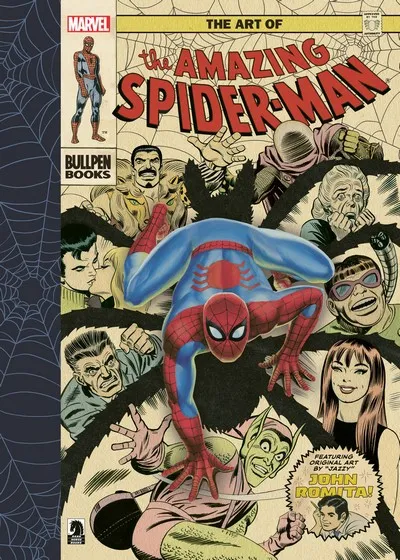 MARVEL
THE ART OF
the AMAZING
SPIDER-MAN
BULLPEN
BOOKS
FEATURING
ORIGINAL ART
BY "JAZZY"
JOHN
ROMITA!